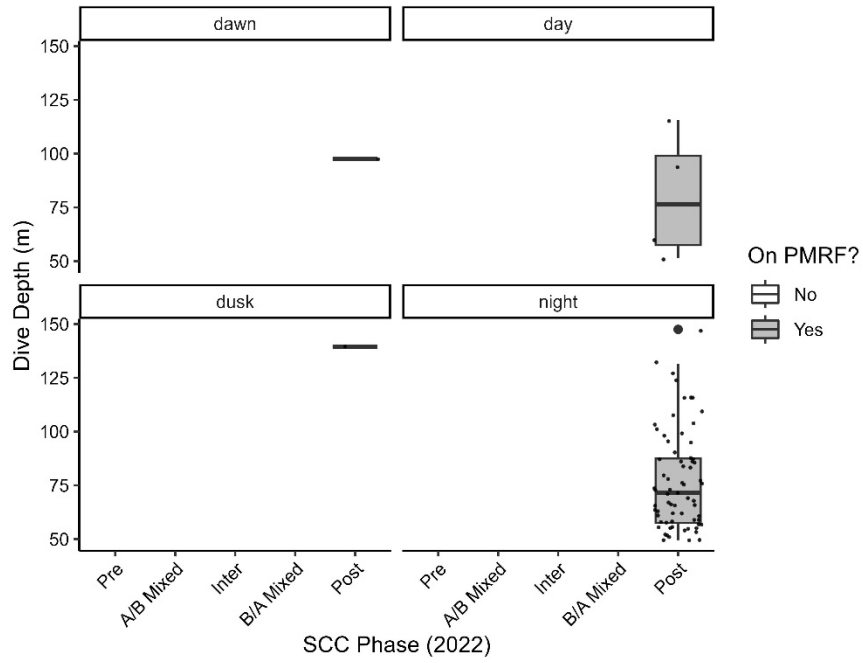 dawn
day
150
125
100
75
50
dusk
night
150
125
100
75
50
Dive Depth (m)
Pre
A/B Mixed
Inter
B/A Mixed
Post
Pre
A/B Mixed
Inter
B/A Mixed
Post
SCC Phase (2022)
On PMRF?
No
Yes